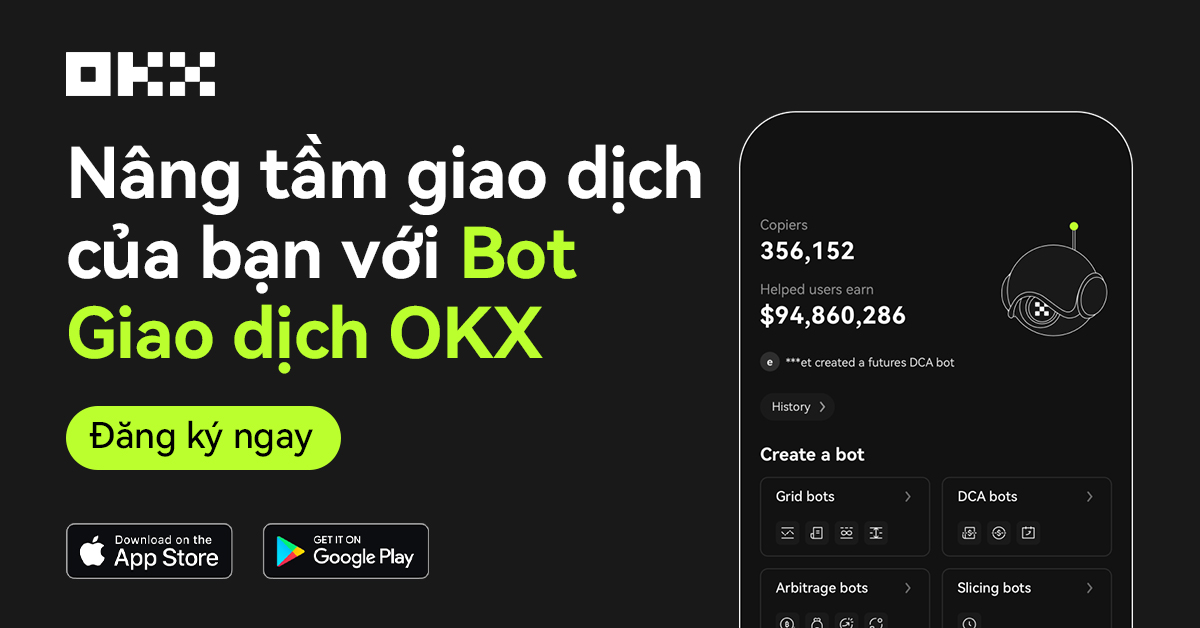 OKX
Nâng tầm giao dịch
của bạn với Bot
Giao dịch OKX
Đăng ký ngay
Download on the
App Store
GET IT ON
Google Play
Copiers
356,152
Helped users earn
$94,860,286
e ***et created a futures DCA bot
History
Create a bot
Grid bots
DCA bots
Arbitrage bots
Slicing bots